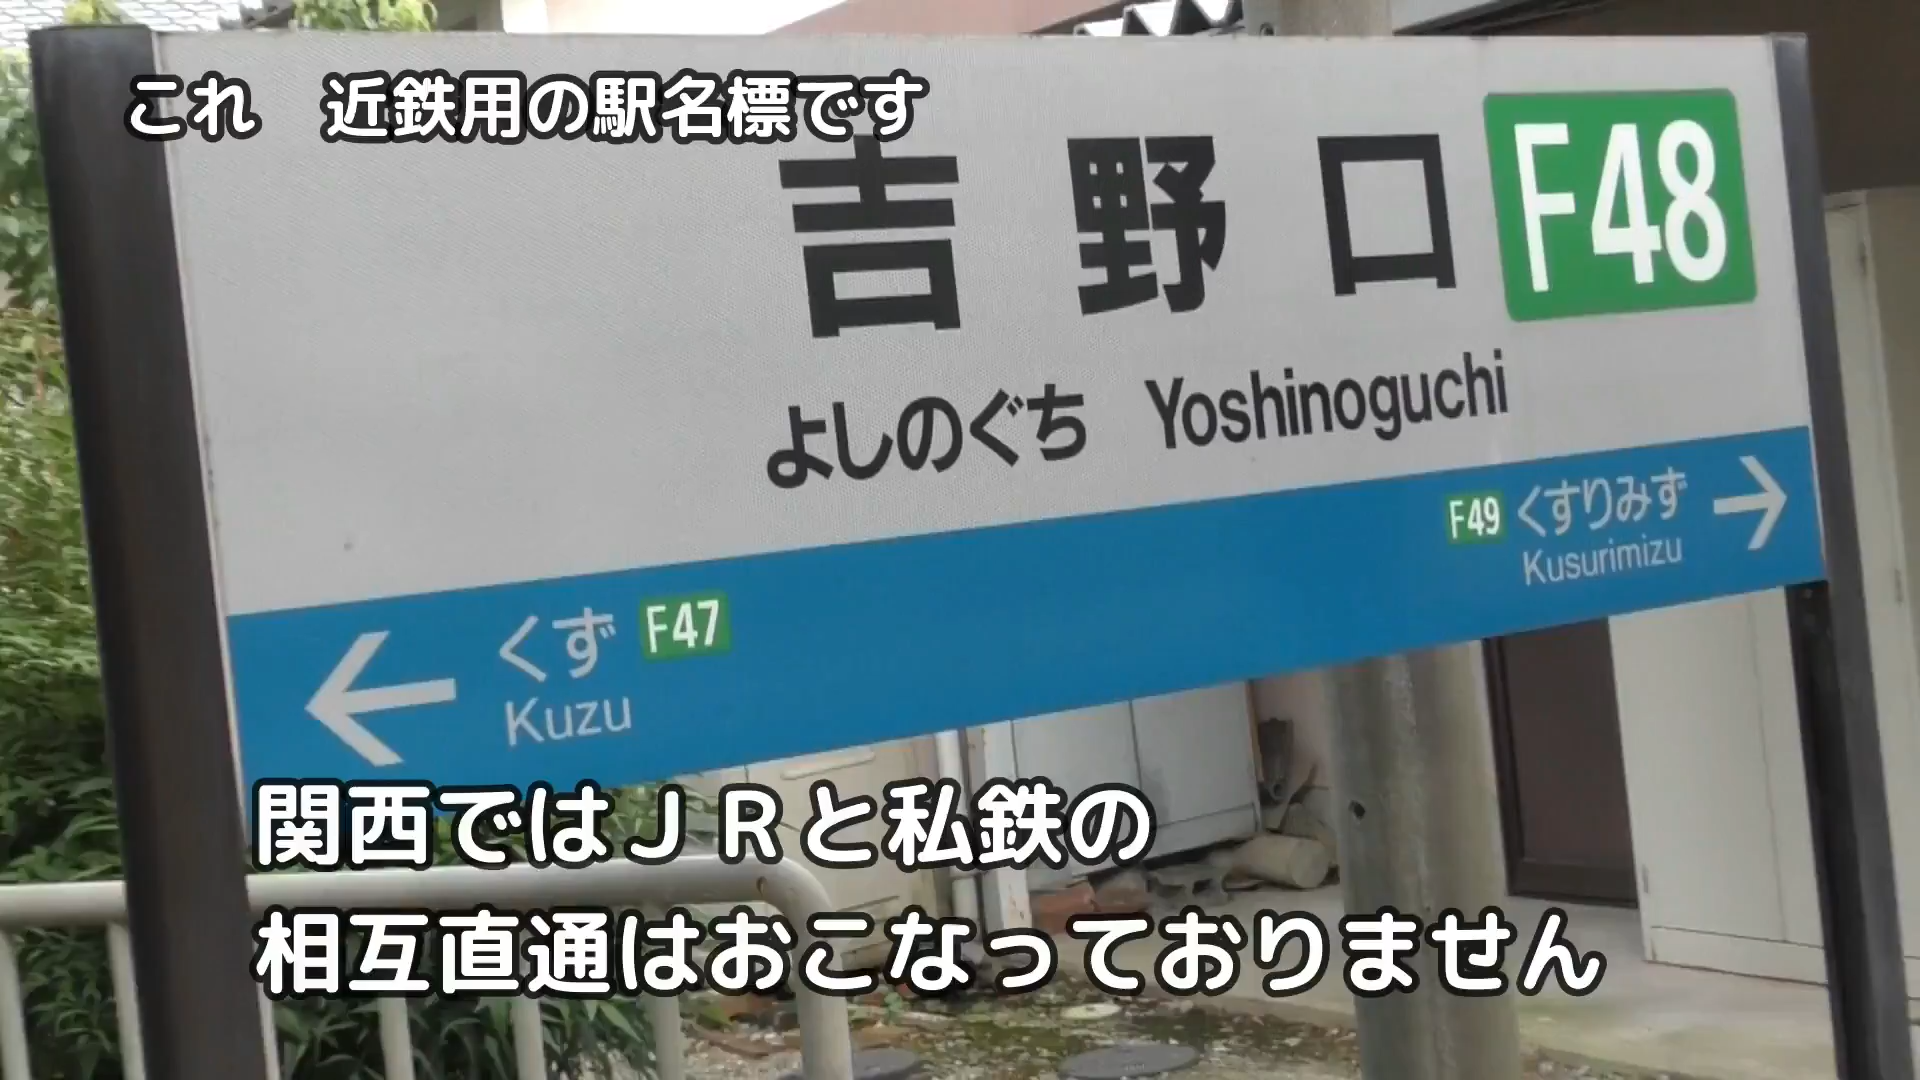 これ　近鉄用の駅名標です
吉野口 F48
よしのぐち Yoshinoguchi
F49 くすりみず →
Kusurimizu
← くず F47
Kuzu
関西ではＪＲと私鉄の
相互直通はおこなっておりません